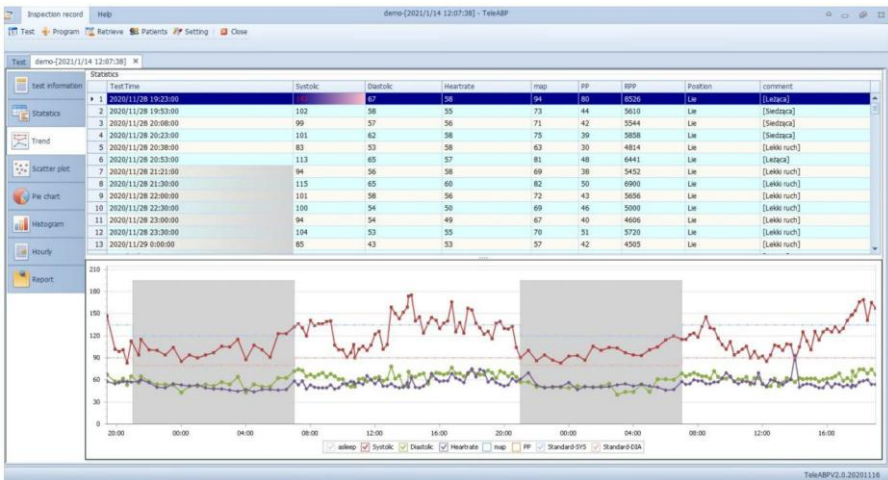 Inspection record Help demo-[2021/1/14 12:07:38] - TeleABP
Test Program Retrieve Patients Setting Close
Test demo-[2021/1/14 12:07:38] ×
test information
Statistics
Trend
Scatter plot
Pie chart
Histogram
Hourly
Report
Statistics
TestTime Systolic Diastolic Heartrate map PP RPP Position comment
1 2020/11/28 19:23:00 67 58 94 80 8526 Lie [Leżąca]
2 2020/11/28 19:53:00 102 58 55 73 44 5610 Lie [Siedząca]
3 2020/11/28 20:08:00 99 57 56 71 42 5544 Lie [Siedząca]
4 2020/11/28 20:23:00 101 62 58 75 39 5858 Lie [Siedząca]
5 2020/11/28 20:38:00 83 53 58 63 30 4814 Lie [Lekki ruch]
6 2020/11/28 20:53:00 113 65 57 81 48 6441 Lie [Leżąca]
7 2020/11/28 21:21:00 94 56 58 69 38 5452 Lie [Lekki ruch]
8 2020/11/28 21:30:00 115 65 60 82 50 6900 Lie [Lekki ruch]
9 2020/11/28 22:00:00 101 58 56 72 43 5656 Lie [Lekki ruch]
10 2020/11/28 22:30:00 100 54 50 69 46 5000 Lie [Lekki ruch]
11 2020/11/28 23:00:00 94 54 49 67 40 4606 Lie [Lekki ruch]
12 2020/11/28 23:30:00 104 53 55 70 51 5720 Lie [Lekki ruch]
13 2020/11/29 0:00:00 85 43 53 57 42 4505 Lie [Lekki ruch]
210
180
150
120
90
60
30
0
20:00 00:00 04:00 08:00 12:00 16:00 20:00 00:00 04:00 08:00 12:00 16:00
asleep Systolic Diastolic Heartrate map PP Standard-SYS Standard-DIA
TeleABPV2.0.20201116